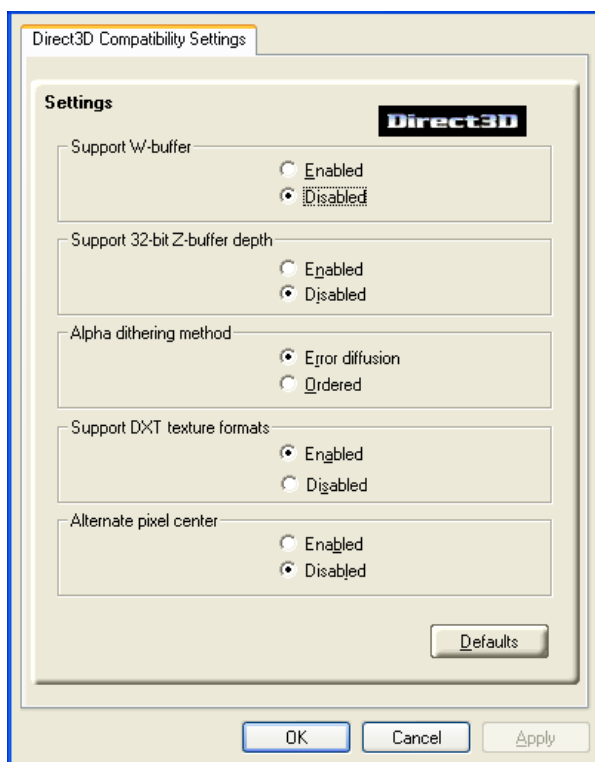 Direct3D Compatibility Settings
Settings
Direct3D
Support W-buffer
Enabled
Disabled
Support 32-bit Z-buffer depth
Enabled
Disabled
Alpha dithering method
Error diffusion
Ordered
Support DXT texture formats
Enabled
Disabled
Alternate pixel center
Enabled
Disabled
Defaults
OK
Cancel
Apply